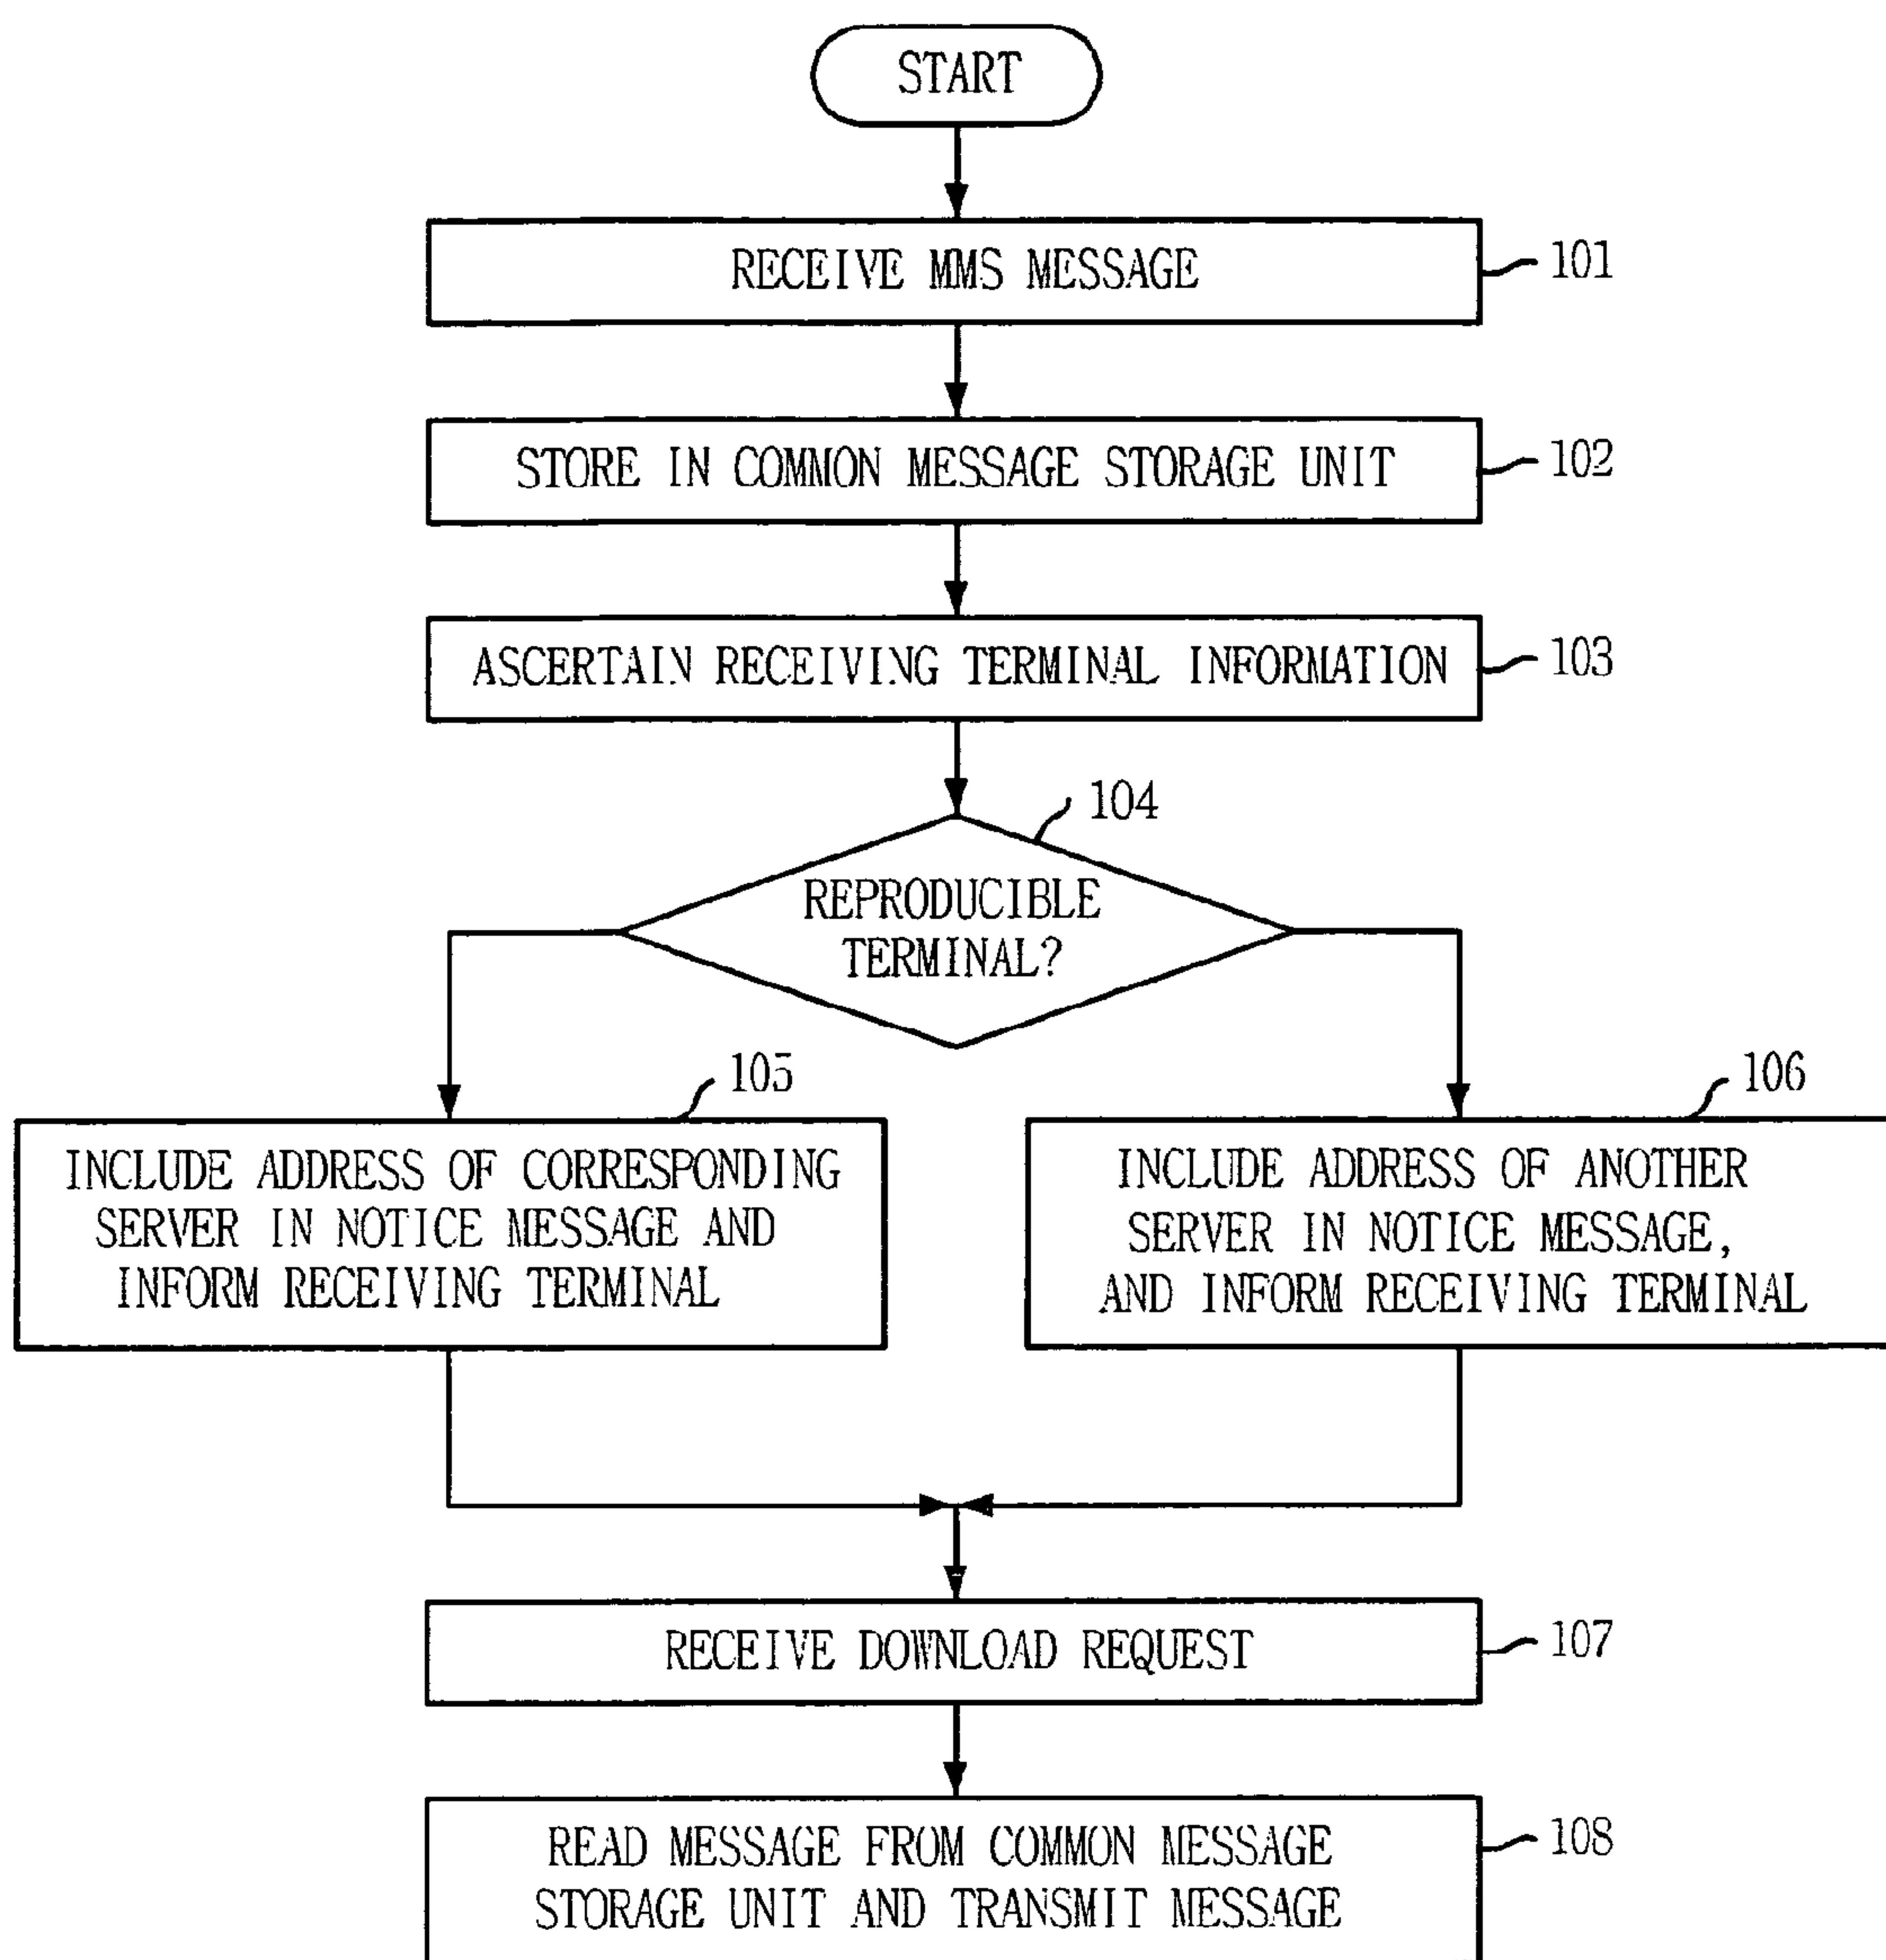 START
RECEIVE MMS MESSAGE
101
STORE IN COMMON MESSAGE STORAGE UNIT
102
ASCERTAIN RECEIVING TERMINAL INFORMATION
103
104
REPRODUCIBLE
TERMINAL?
105
INCLUDE ADDRESS OF CORRESPONDING
SERVER IN NOTICE MESSAGE AND
INFORM RECEIVING TERMINAL
106
INCLUDE ADDRESS OF ANOTHER
SERVER IN NOTICE MESSAGE,
AND INFORM RECEIVING TERMINAL
RECEIVE DOWNLOAD REQUEST
107
READ MESSAGE FROM COMMON MESSAGE
STORAGE UNIT AND TRANSMIT MESSAGE
108